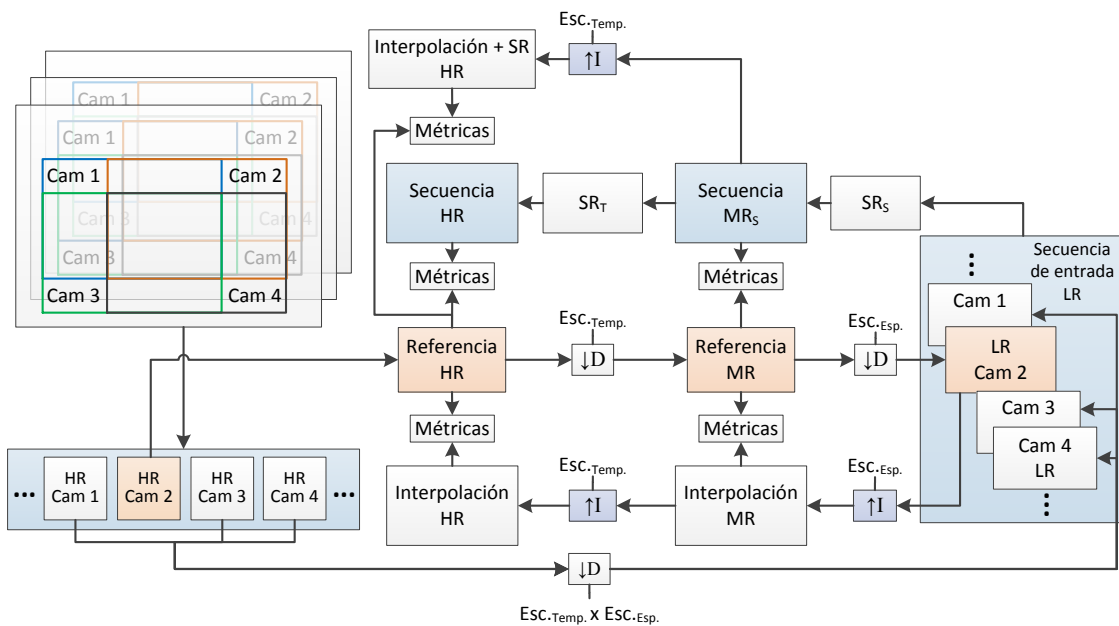 Esc.Temp.
Interpolación + SR
HR
↑I
Métricas
Cam 1
Cam 2
Cam 1
Cam 2
Cam 1
Cam 2
Cam 3
Cam 4
Cam 3
Cam 4
Cam 3
Cam 4
Secuencia
HR
SRT
Secuencia
MRS
SRS
Métricas
Métricas
Secuencia
de entrada
LR
...
Cam 1
LR
Cam 2
Cam 3
Cam 4
LR
...
Referencia
HR
Esc.Temp.
↓D
Referencia
MR
Esc.Esp.
↓D
Métricas
Métricas
...
HR
Cam 1
HR
Cam 2
HR
Cam 3
HR
Cam 4
...
Interpolación
HR
Esc.Temp.
↑I
Interpolación
MR
Esc.Esp.
↑I
↓D
Esc.Temp. x Esc.Esp.